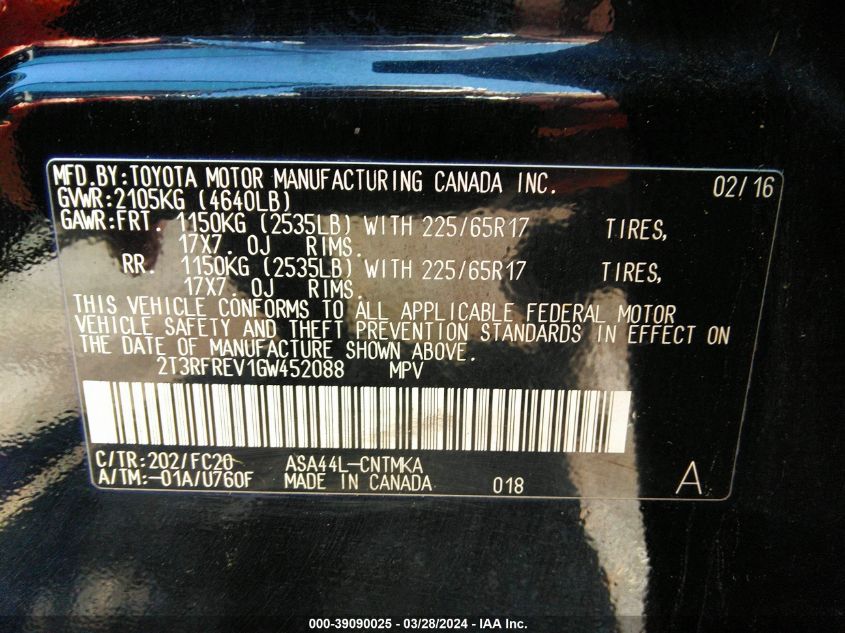 MFD.BY:TOYOTA MOTOR MANUFACTURING CANADA INC. 02/16
GVWR:2105KG (4640LB)
GAWR:FRT. 1150KG (2535LB) WITH 225/65R17 TIRES,
17X7. 0J RIMS.
RR. 1150KG (2535LB) WITH 225/65R17 TIRES,
17X7. 0J RIMS.
THIS VEHICLE CONFORMS TO ALL APPLICABLE FEDERAL MOTOR
VEHICLE SAFETY AND THEFT PREVENTION STANDARDS IN EFFECT ON
THE DATE OF MANUFACTURE SHOWN ABOVE.
2T3RFREV1GW452088 MPV
C/TR:202/FC20 ASA44L-CNTMKA
A/TM:-01A/U760F MADE IN CANADA 018 A
000-39090025 - 03/28/2024 - IAA Inc.